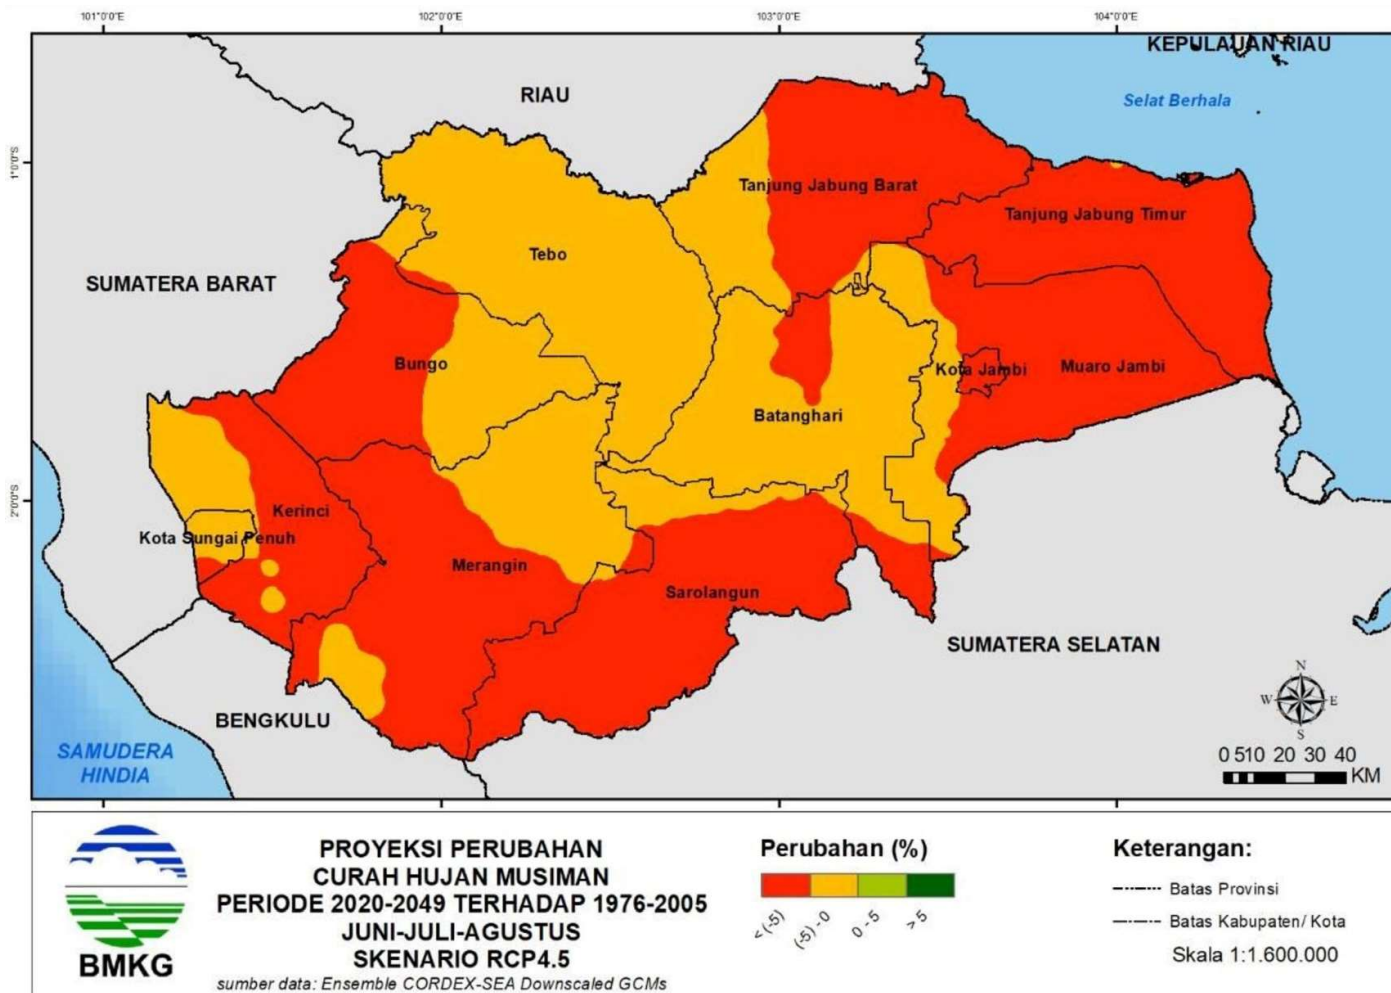 101°0'0"E
102°0'0"E
103°0'0"E
104°0'0"E
KEPULAUAN RIAU
RIAU
Selat Berhala
1°0'0"S
Tanjung Jabung Barat
Tanjung Jabung Timur
Tebo
SUMATERA BARAT
Bungo
Kota Jambi
Muaro Jambi
Batanghari
2°0'0"S
Kerinci
Kota Sungai Penuh
Merangin
Sarolangun
SUMATERA SELATAN
N
W
E
S
BENGKULU
SAMUDERA
HINDIA
0 510 20 30 40
KM
BMKG
PROYEKSI PERUBAHAN
CURAH HUJAN MUSIMAN
PERIODE 2020-2049 TERHADAP 1976-2005
JUNI-JULI-AGUSTUS
SKENARIO RCP4.5
sumber data: Ensemble CORDEX-SEA Downscaled GCMs
Perubahan (%)
< (-5)
(-5) - 0
0 - 5
> 5
Keterangan:
Batas Provinsi
Batas Kabupaten/ Kota
Skala 1:1.600.000